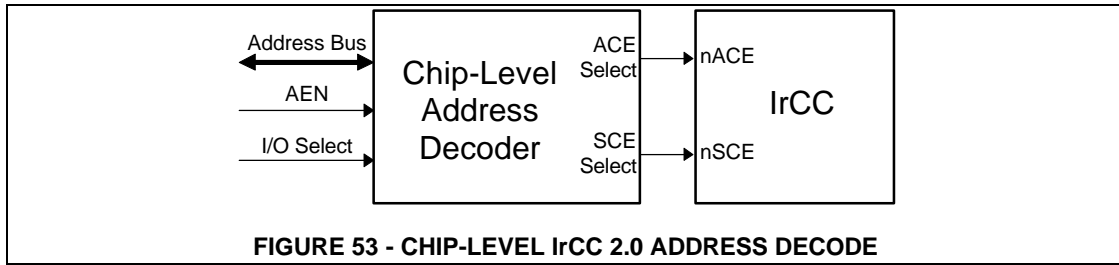 Address Bus
AEN
I/O Select
Chip-Level
Address
Decoder
ACE
Select
SCE
Select
nACE
nSCE
IrCC
FIGURE 53 - CHIP-LEVEL IrCC 2.0 ADDRESS DECODE